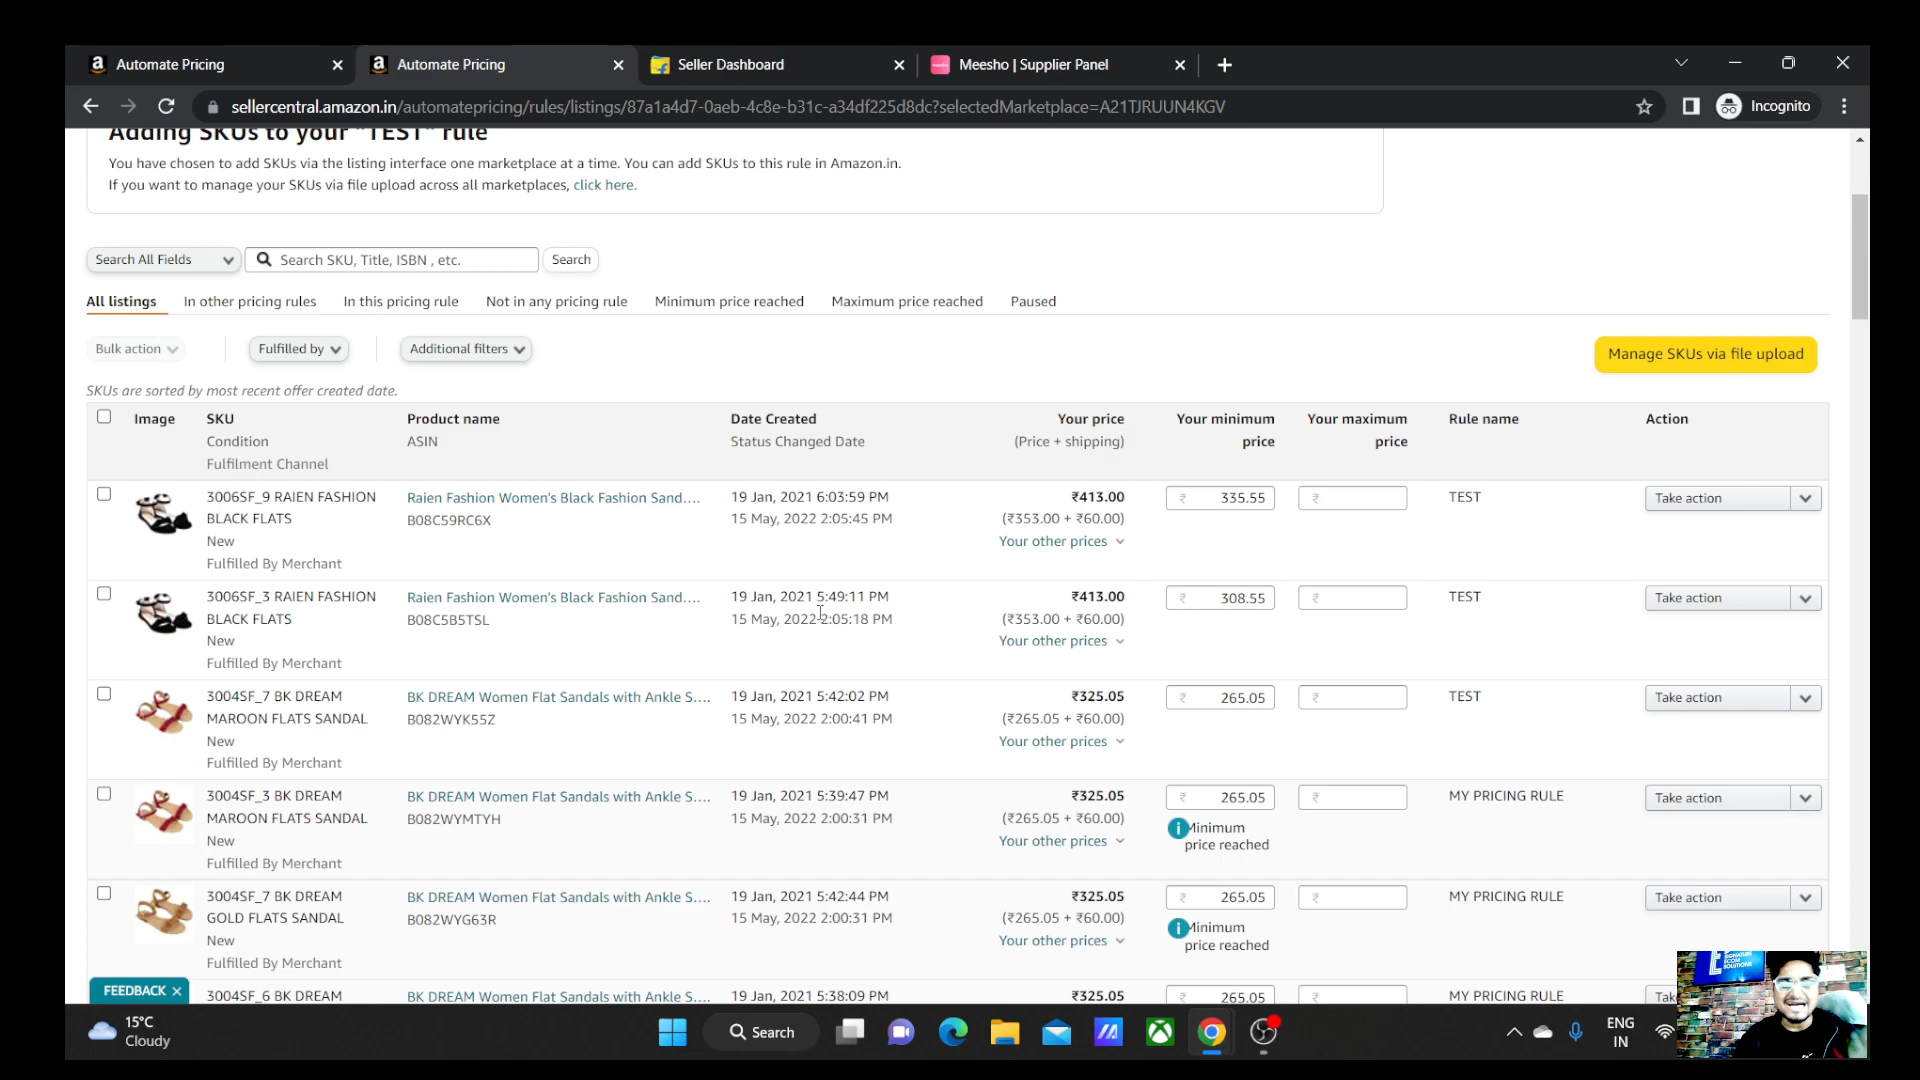 Automate Pricing
Automate Pricing
Seller Dashboard
Meesho | Supplier Panel
sellercentral.amazon.in/automatepricing/rules/listings/87a1a4d7-0aeb-4c8e-b31c-a34df225d8dc?selectedMarketplace=A21TJRUUN4KGV
Incognito
Adding SKUs to your "TEST" rule
You have chosen to add SKUs via the listing interface one marketplace at a time. You can add SKUs to this rule in Amazon.in.
If you want to manage your SKUs via file upload across all marketplaces, click here.
Search All Fields
Search SKU, Title, ISBN , etc.
Search
All listings In other pricing rules In this pricing rule Not in any pricing rule Minimum price reached Maximum price reached Paused
Bulk action
Fulfilled by
Additional filters
Manage SKUs via file upload
SKUs are sorted by most recent offer created date.
Image SKU Product name Date Created Your price Your minimum Your maximum Rule name Action
Condition ASIN Status Changed Date (Price + shipping) price price
Fulfilment Channel
3006SF_9 RAIEN FASHION Raien Fashion Women's Black Fashion Sand.... 19 Jan, 2021 6:03:59 PM ₹413.00 ₹ 335.55 ₹ TEST Take action
BLACK FLATS B08C59RC6X 15 May, 2022 2:05:45 PM (₹353.00 + ₹60.00)
New Your other prices
Fulfilled By Merchant
3006SF_3 RAIEN FASHION Raien Fashion Women's Black Fashion Sand.... 19 Jan, 2021 5:49:11 PM ₹413.00 ₹ 308.55 ₹ TEST Take action
BLACK FLATS B08C5B5TSL 15 May, 2022 2:05:18 PM (₹353.00 + ₹60.00)
New Your other prices
Fulfilled By Merchant
3004SF_7 BK DREAM BK DREAM Women Flat Sandals with Ankle S.... 19 Jan, 2021 5:42:02 PM ₹325.05 ₹ 265.05 ₹ TEST Take action
MAROON FLATS SANDAL B082WYK55Z 15 May, 2022 2:00:41 PM (₹265.05 + ₹60.00)
New Your other prices
Fulfilled By Merchant
3004SF_3 BK DREAM BK DREAM Women Flat Sandals with Ankle S.... 19 Jan, 2021 5:39:47 PM ₹325.05 ₹ 265.05 ₹ MY PRICING RULE Take action
MAROON FLATS SANDAL B082WYMTYH 15 May, 2022 2:00:31 PM (₹265.05 + ₹60.00) Minimum
New Your other prices price reached
Fulfilled By Merchant
3004SF_7 BK DREAM BK DREAM Women Flat Sandals with Ankle S.... 19 Jan, 2021 5:42:44 PM ₹325.05 ₹ 265.05 ₹ MY PRICING RULE Take action
GOLD FLATS SANDAL B082WYG63R 15 May, 2022 2:00:31 PM (₹265.05 + ₹60.00) Minimum
New Your other prices price reached
Fulfilled By Merchant
FEEDBACK
3004SF_6 BK DREAM BK DREAM Women Flat Sandals with Ankle S.... 19 Jan, 2021 5:38:09 PM ₹325.05 ₹ 265.05 ₹ MY PRICING RULE
SIGNATURE
ECOM
SOLUTIONS
15°C
Cloudy
Search
ENG
IN